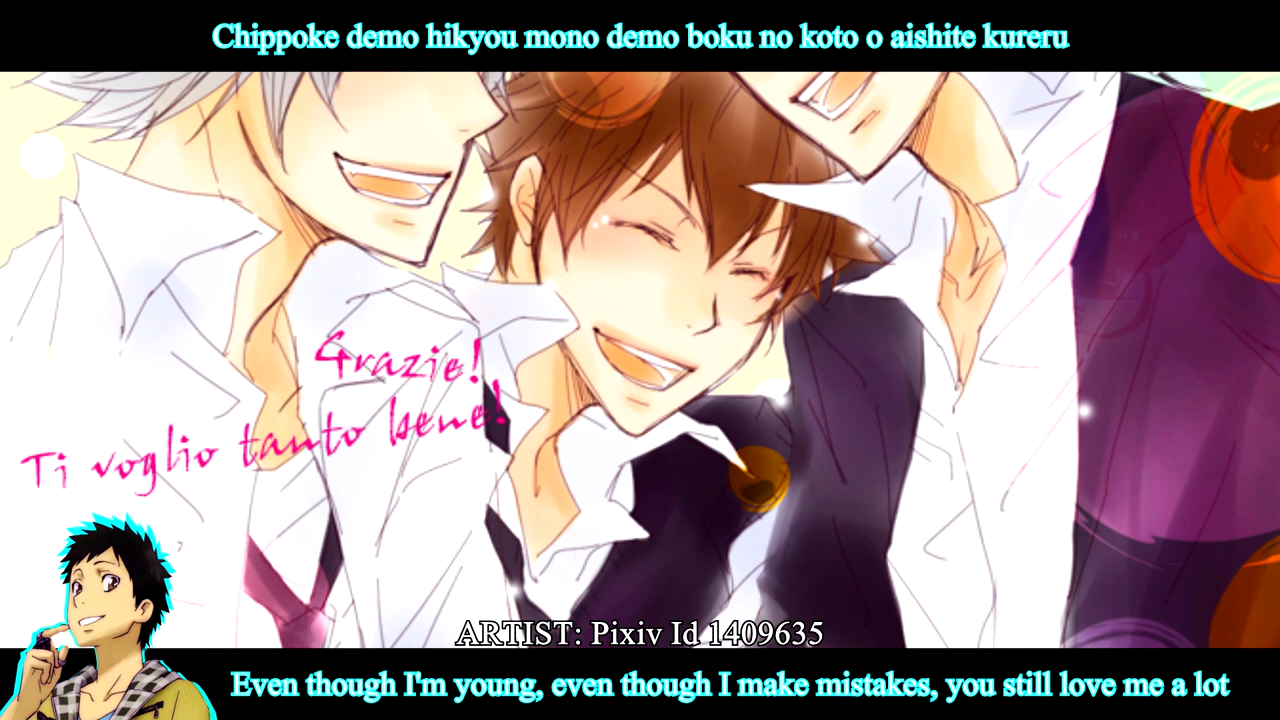 Chippoke demo hikyou mono demo boku no koto o aishite kureru
Grazie!
Ti voglio tanto bene!
ARTIST: Pixiv Id 1409635
Even though I'm young, even though I make mistakes, you still love me a lot